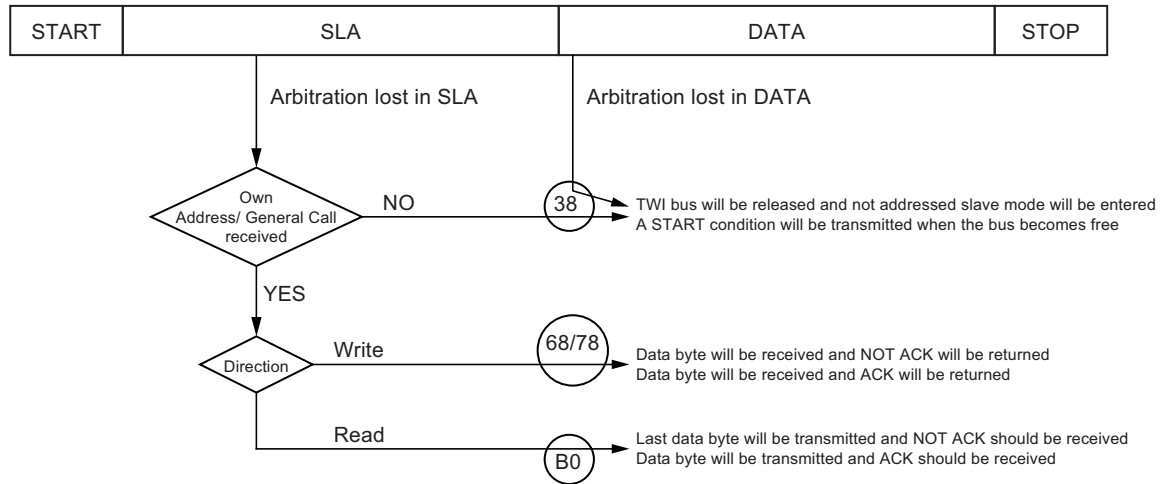 START SLA DATA STOP
Arbitration lost in SLA Arbitration lost in DATA
Own
Address/ General Call
received
NO
38
TWI bus will be released and not addressed slave mode will be entered
A START condition will be transmitted when the bus becomes free
YES
Direction
Write
68/78
Data byte will be received and NOT ACK will be returned
Data byte will be received and ACK will be returned
Read
B0
Last data byte will be transmitted and NOT ACK should be received
Data byte will be transmitted and ACK should be received